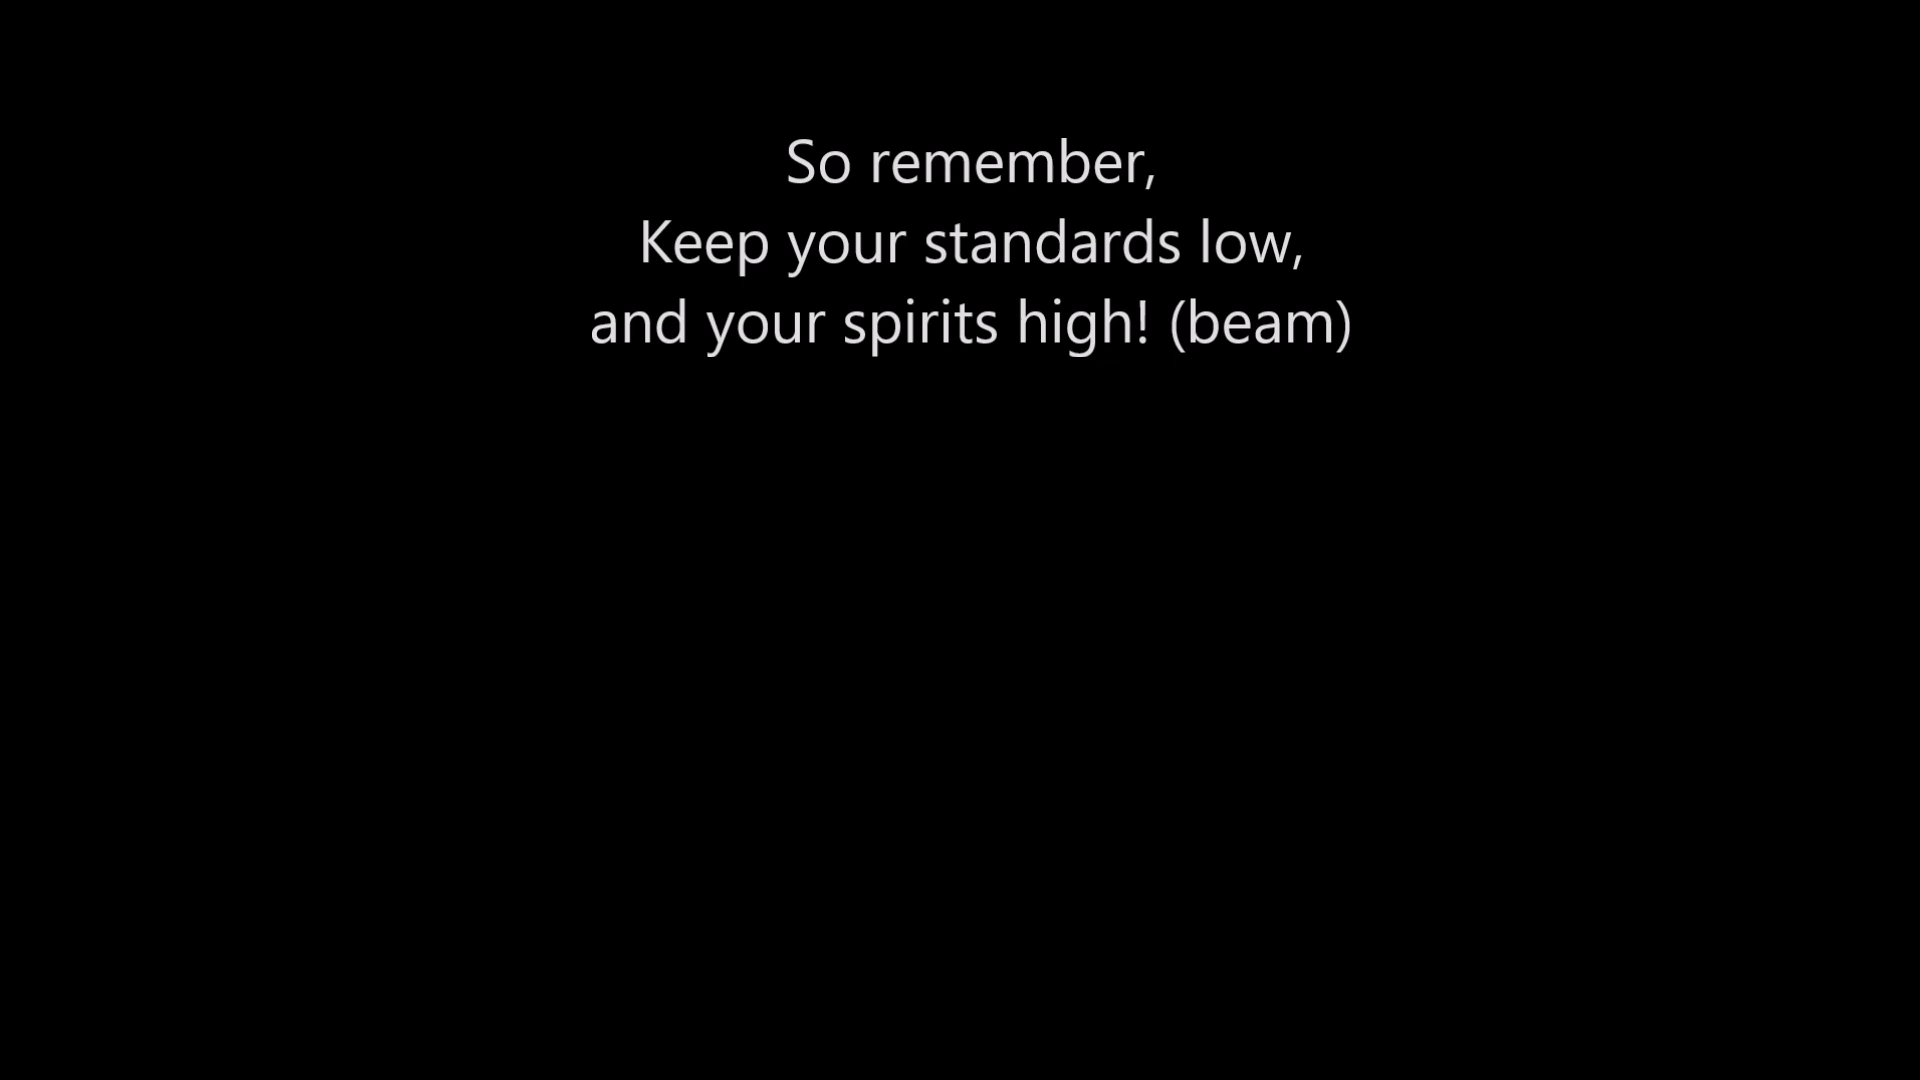 So remember,
Keep your standards low,
and your spirits high! (beam)